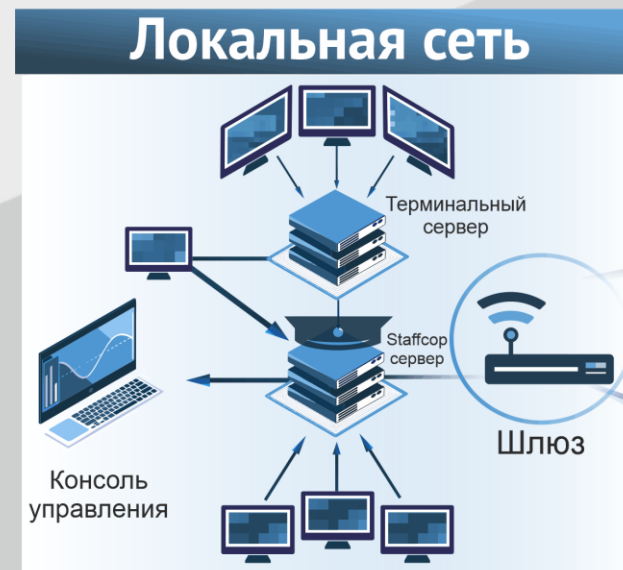 Локальная сеть
Терминальный
сервер
Staffcop
сервер
Шлюз
Консоль
управления